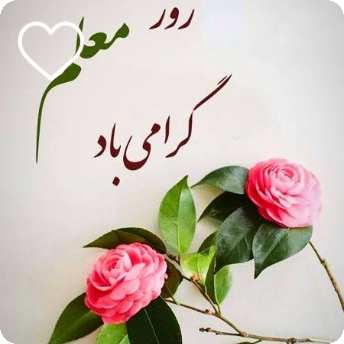 روز
معلم
گرامی باد